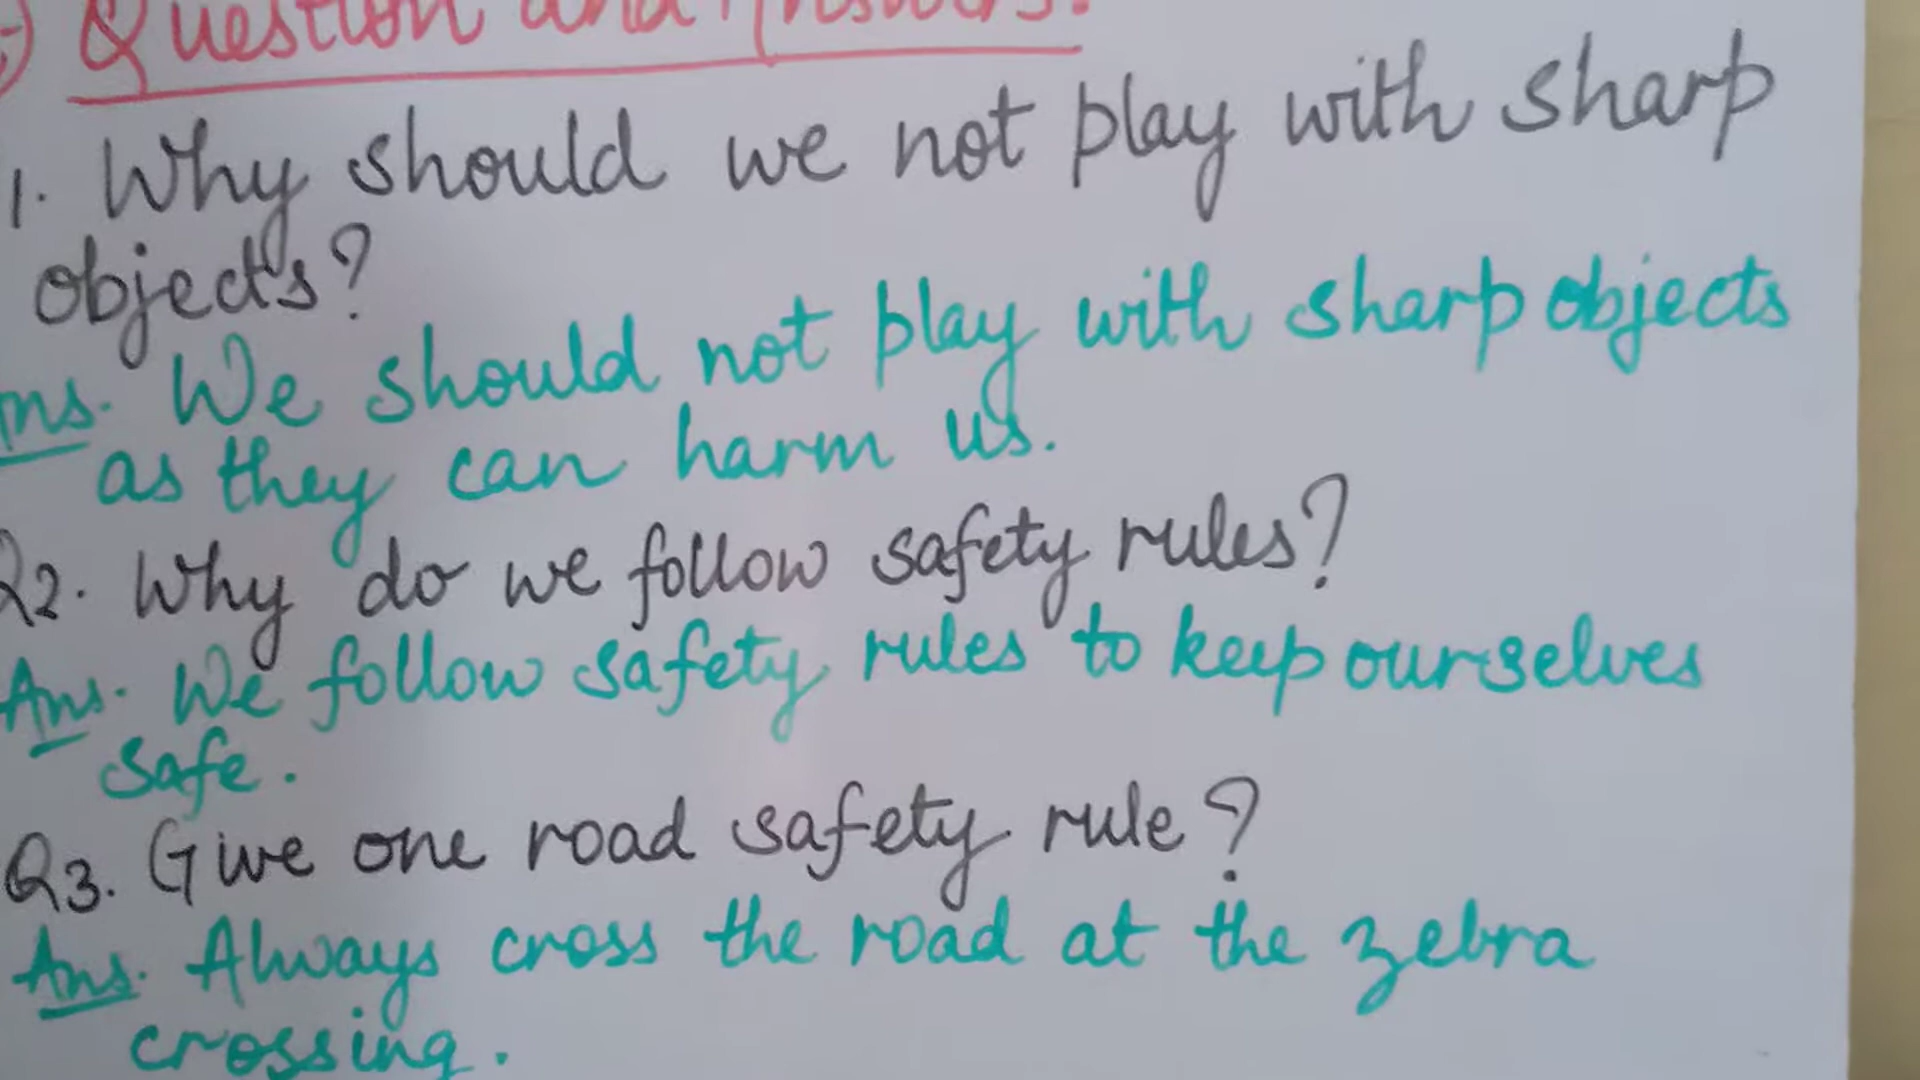 Question and Answers.
1. Why should we not play with sharp
objects?
Ans. We should not play with sharp objects
as they can harm us.
Q2. Why do we follow safety rules?
Ans. We follow safety rules to keep ourselves
safe.
Q3. Give one road safety rule?
Ans. Always cross the road at the zebra
crossing.